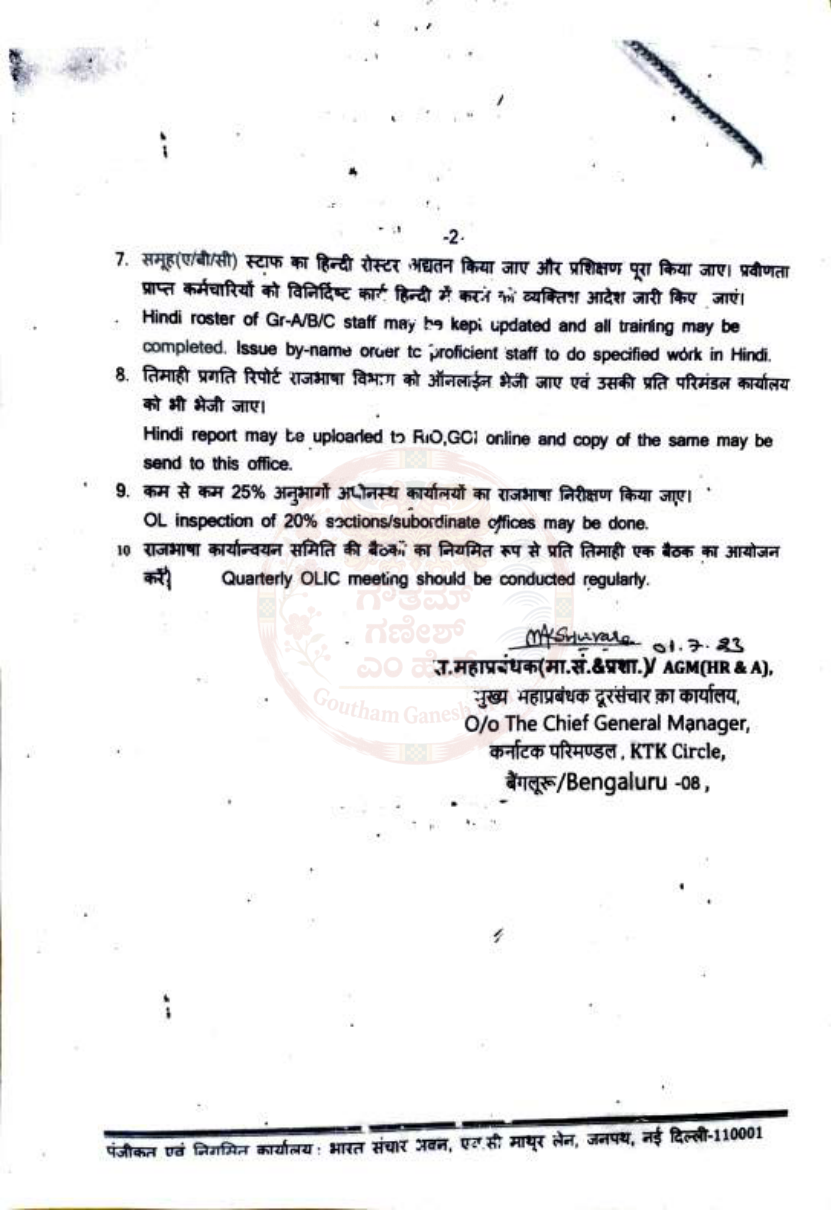 -2-
7. समूह(ए/बी/सी) स्टाफ का हिन्दी रोस्टर अद्यतन किया जाए और प्रशिक्षण पूरा किया जाए। प्रवीणता
प्राप्त कर्मचारियों को विनिर्दिष्ट कार्य हिन्दी में करने को व्यक्तिश आदेश जारी किए जाएं।
Hindi roster of Gr-A/B/C staff may be kept updated and all training may be
completed. Issue by-name order to proficient staff to do specified work in Hindi.
8. तिमाही प्रगति रिपोर्ट राजभाषा विभाग को ऑनलाईन भेजी जाए एवं उसकी प्रति परिमंडल कार्यालय
को भी भेजी जाए।
Hindi report may be uploaded to RIO,GOI online and copy of the same may be
send to this office.
9. कम से कम 25% अनुभागों अधीनस्थ कार्यालयों का राजभाषा निरीक्षण किया जाए।
OL inspection of 20% sections/subordinate offices may be done.
10 राजभाषा कार्यान्वयन समिति की बैठकों का नियमित रूप से प्रति तिमाही एक बैठक का आयोजन
करें) Quarterly OLIC meeting should be conducted regularly.
ಗೌತಮ್
ಗಣೇಶ್
ಎಂ
Goutham Ganesh
01.7.23
उ.महाप्रबंधक(मा.सं.&प्रशा.)/ AGM(HR & A),
मुख्य महाप्रबंधक दूरसंचार का कार्यालय,
O/o The Chief General Manager,
कर्नाटक परिमण्डल , KTK Circle,
बेंगलूरू/Bengaluru -08 ,
पंजीकत एवं निगमित कार्यालय : भारत संचार भवन, एच.सी माथुर लेन, जनपथ, नई दिल्ली-110001